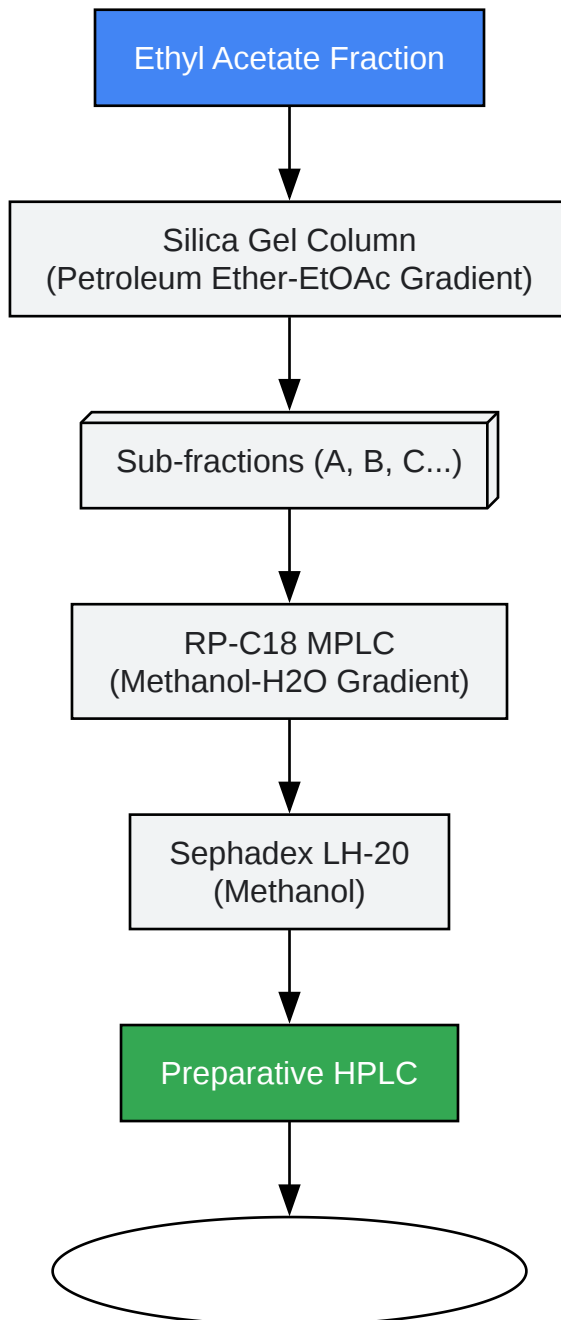 Ethyl Acetate Fraction
Silica Gel Column
(Petroleum Ether-EtOAc Gradient)
Sub-fractions (A, B, C...)
RP-C18 MPLC
(Methanol-H2O Gradient)
Sephadex LH-20
(Methanol)
Preparative HPLC